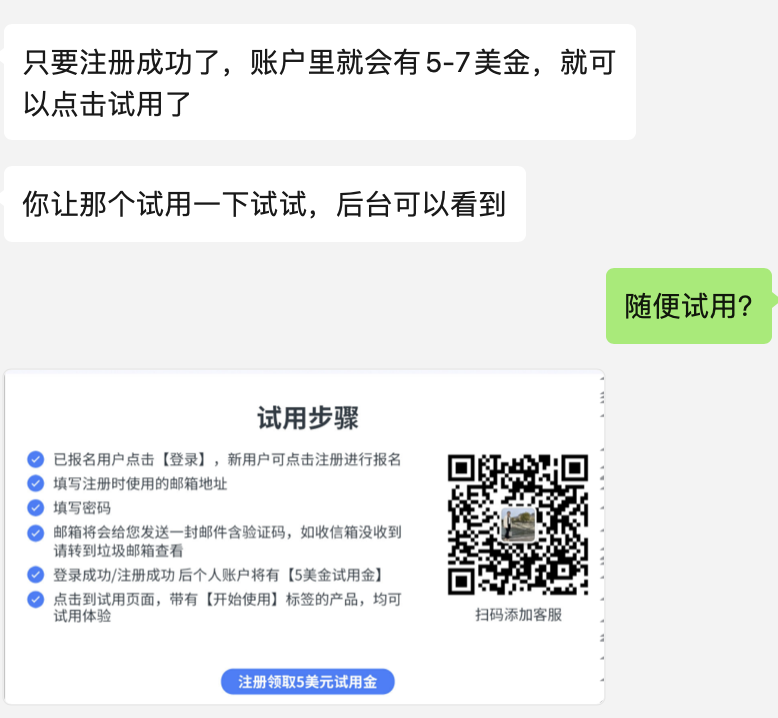 只要注册成功了，账户里就会有5-7美金，就可
以点击试用了
你让那个试用一下试试，后台可以看到
随便试用？
试用步骤
已报名用户点击【登录】，新用户可点击注册进行报名
填写注册时使用的邮箱地址
填写密码
邮箱将会给您发送一封邮件含验证码，如收信箱没收到
请转到垃圾邮箱查看
登录成功/注册成功 后个人账户将有【5美金试用金】
点击到试用页面，带有【开始使用】标签的产品，均可
试用体验
扫码添加客服
注册领取5美元试用金